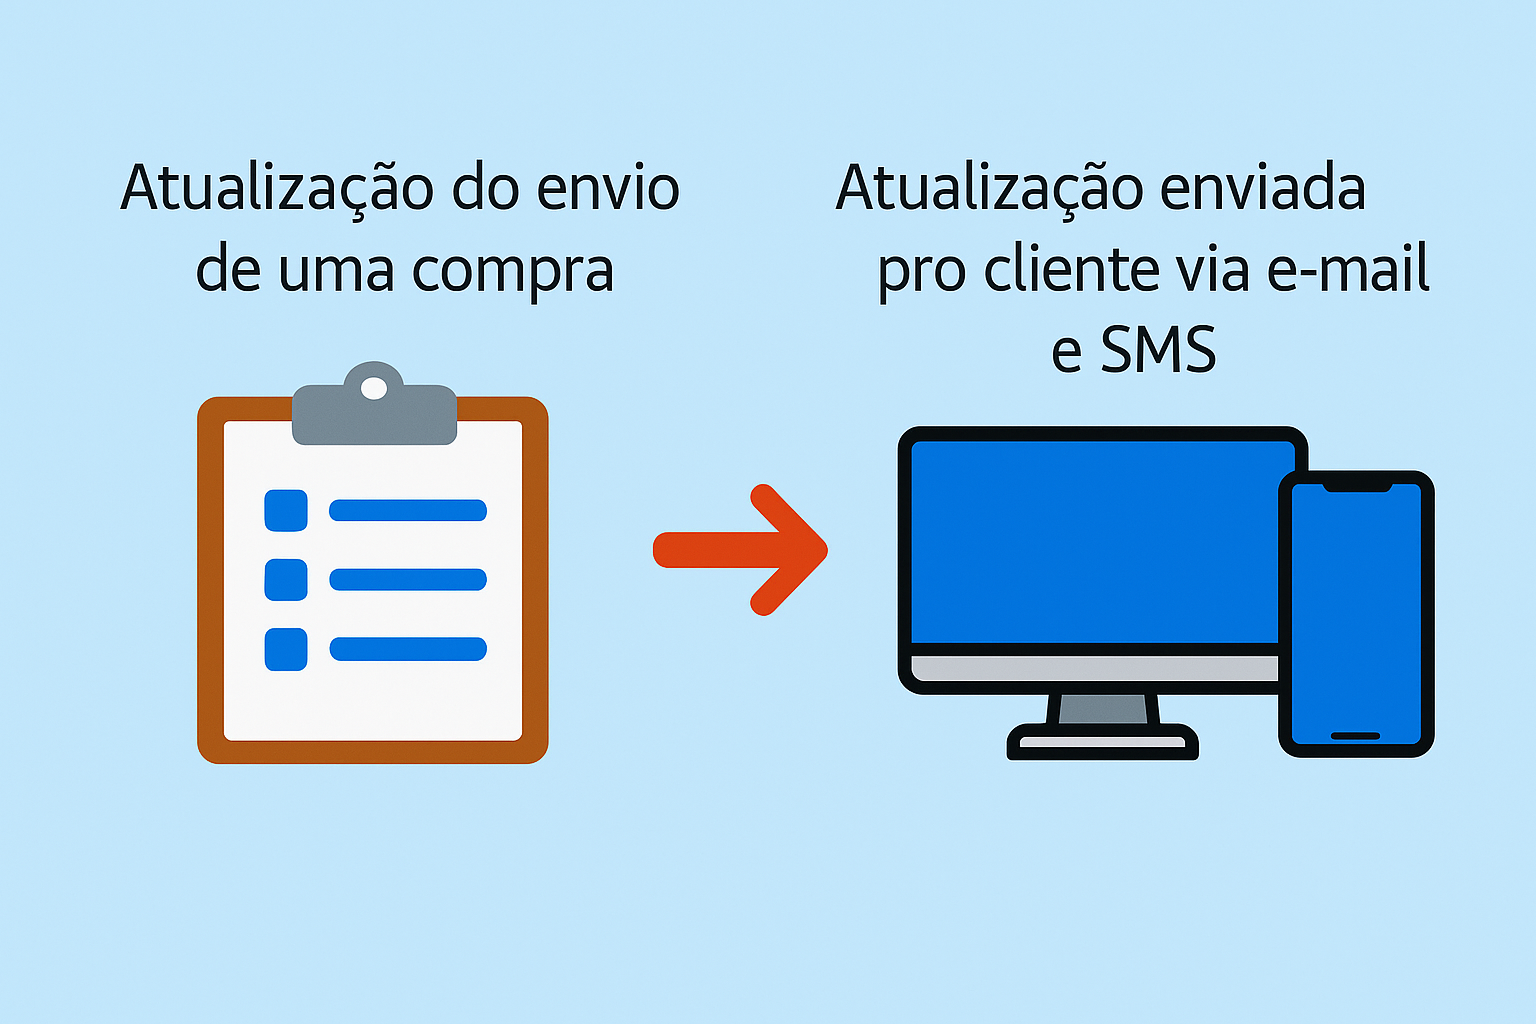 Atualização do envio
de uma compra
Atualização enviada
pro cliente via e-mail
e SMS